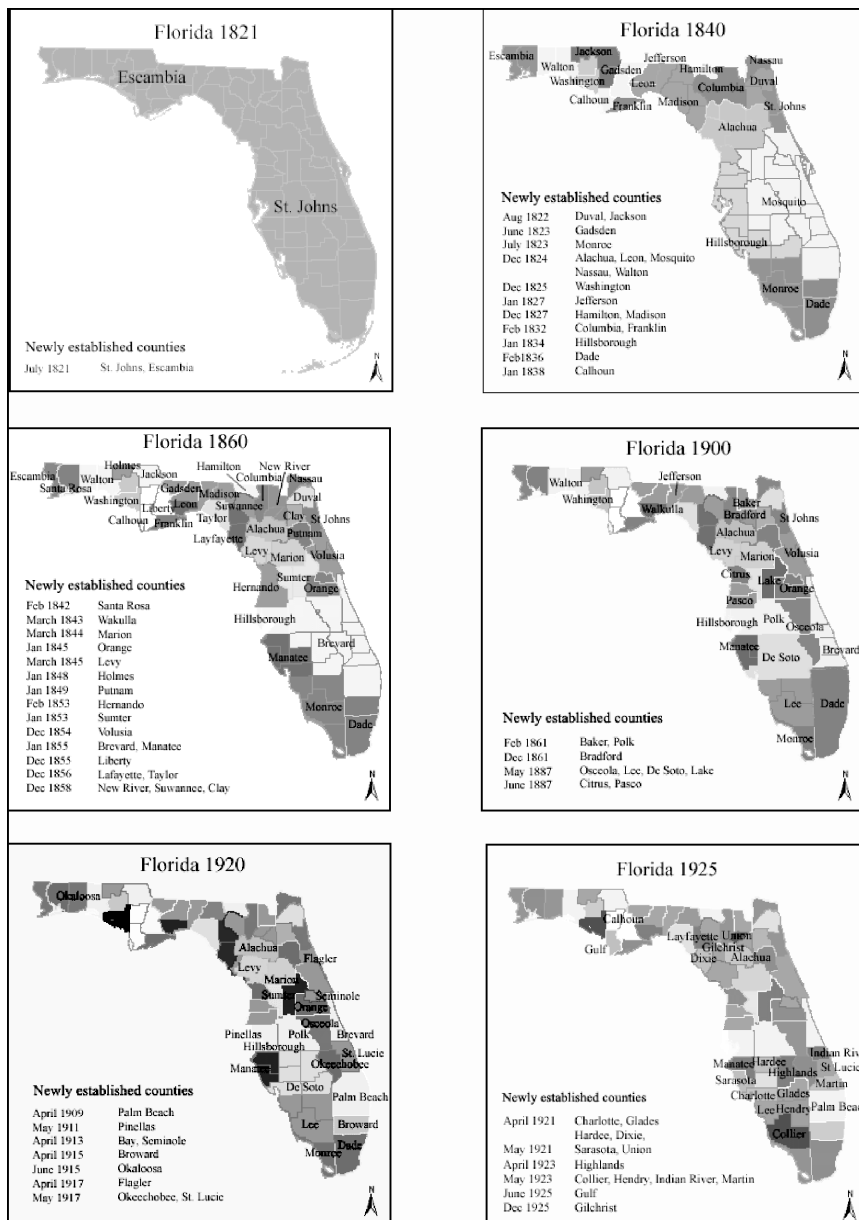 Florida 1821
Escambia
St. Johns
Newly established counties
July 1821 St. Johns, Escambia
N
Florida 1840
Escambia
Jackson
Walton
Washington
Gadsden
Calhoun
Franklin
Jefferson
Leon
Madison
Hamilton
Columbia
Nassau
Duval
St. Johns
Alachua
Mosquito
Hillsborough
Monroe
Dade
Newly established counties
Aug 1822 Duval, Jackson
June 1823 Gadsden
July 1823 Monroe
Dec 1824 Alachua, Leon, Mosquito
Nassau, Walton
Dec 1825 Washington
Jan 1827 Jefferson
Dec 1827 Hamilton, Madison
Feb 1832 Columbia, Franklin
Jan 1834 Hillsborough
Feb1836 Dade
Jan 1838 Calhoun
N
Florida 1860
Escambia
Santa Rosa
Walton
Holmes
Jackson
Washington
Calhoun
Liberty
Gadsden
Franklin
Leon
Madison
Taylor
Hamilton
Suwannee
Layfayette
Columbia
New River
Nassau
Duval
Clay
St Johns
Alachua
Putnam
Levy
Marion
Volusia
Sumter
Orange
Hernando
Hillsborough
Brevard
Manatee
Monroe
Dade
Newly established counties
Feb 1842 Santa Rosa
March 1843 Wakulla
March 1844 Marion
Jan 1845 Orange
March 1845 Levy
Jan 1848 Holmes
Jan 1849 Putnam
Feb 1853 Hernando
Jan 1853 Sumter
Dec 1854 Volusia
Jan 1855 Brevard, Manatee
Dec 1855 Liberty
Dec 1856 Lafayette, Taylor
Dec 1858 New River, Suwannee, Clay
N
Florida 1900
Walton
Wahington
Walkulla
Jefferson
Baker
Bradford
St Johns
Alachua
Levy
Marion
Volusia
Citrus
Lake
Orange
Pasco
Hillsborough
Polk
Osceola
Manatee
De Soto
Brevard
Lee
Dade
Monroe
Newly established counties
Feb 1861 Baker, Polk
Dec 1861 Bradford
May 1887 Osceola, Lee, De Soto, Lake
June 1887 Citrus, Pasco
N
Florida 1920
Okaloosa
Alachua
Flagler
Levy
Marion
Sumter
Seminole
Orange
Osceola
Pinellas
Polk
Brevard
Hillsborough
St. Lucie
Okeechobee
Manatee
De Soto
Palm Beach
Lee
Broward
Dade
Monroe
Newly established counties
April 1909 Palm Beach
May 1911 Pinellas
April 1913 Bay, Seminole
April 1915 Broward
June 1915 Okaloosa
April 1917 Flagler
May 1917 Okeechobee, St. Lucie
N
Florida 1925
Calhoun
Gulf
Layfayette
Union
Gilchrist
Dixie
Alachua
Indian Rive
Manatee
Hardee
Highlands
St Lucie
Sarasota
Martin
Charlotte
Glades
Lee
Hendry
Palm Beac
Collier
Newly established counties
April 1921 Charlotte, Glades
Hardee, Dixie,
May 1921 Sarasota, Union
April 1923 Highlands
May 1923 Collier, Hendry, Indian River, Martin
June 1925 Gulf
Dec 1925 Gilchrist
N